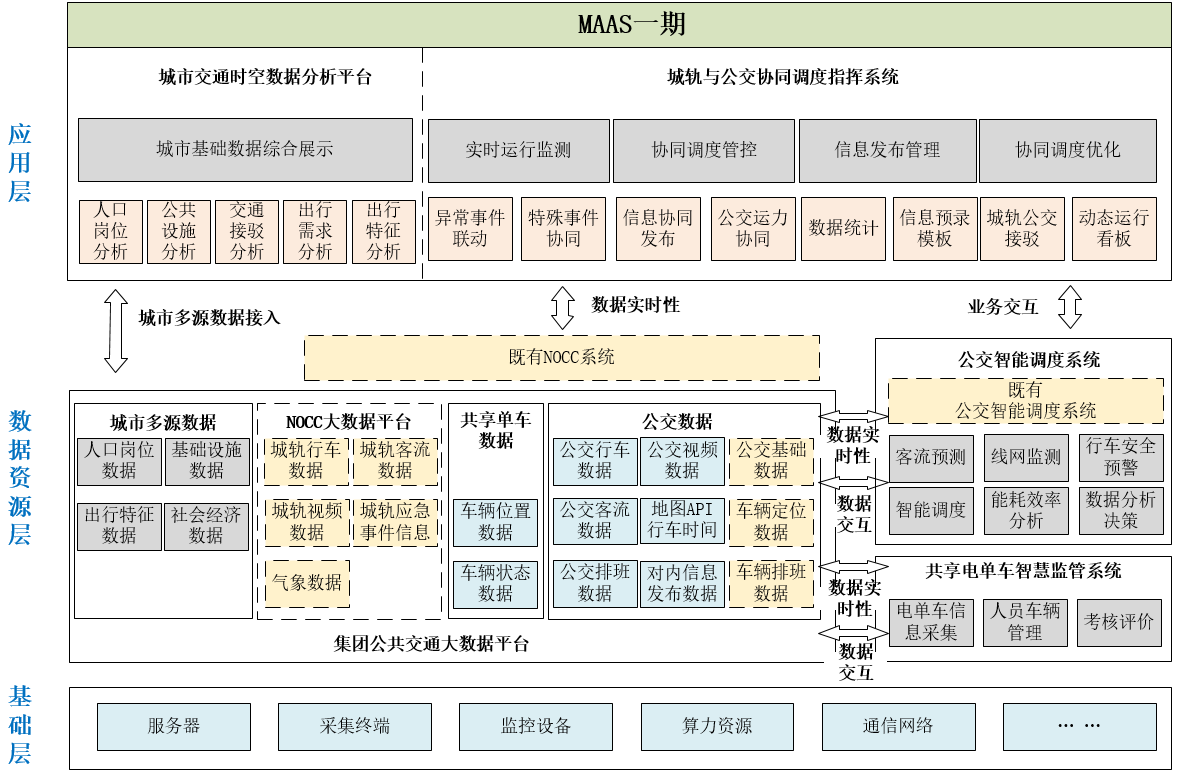 MAAS一期
应
用
层
城市交通时空数据分析平台
城市基础数据综合展示
人口
岗位
分析
公共
设施
分析
交通
接驳
分析
出行
需求
分析
出行
特征
分析
城轨与公交协同调度指挥系统
实时运行监测
协同调度管控
信息发布管理
协同调度优化
异常事件
联动
特殊事件
协同
信息协同
发布
公交运力
协同
数据统计
信息预录
模板
城轨公交
接驳
动态运行
看板
城市多源数据接入
数据实时性
业务交互
数
据
资
源
层
既有NOCC系统
城市多源数据
人口岗位
数据
基础设施
数据
出行特征
数据
社会经济
数据
NOCC大数据平台
城轨行车
数据
城轨客流
数据
城轨视频
数据
城轨应急
事件信息
气象数据
共享单车
数据
车辆位置
数据
车辆状态
数据
公交数据
公交行车
数据
公交视频
数据
公交基础
数据
公交客流
数据
地图API
行车时间
车辆定位
数据
公交排班
数据
对内信息
发布数据
车辆排班
数据
集团公共交通大数据平台
数据实
时性
数据
交互
数据实
时性
数据
交互
公交智能调度系统
既有
公交智能调度系统
客流预测
线网监测
行车安全
预警
智能调度
能耗效率
分析
数据分析
决策
共享电单车智慧监管系统
电单车信
息采集
人员车辆
管理
考核评价
基
础
层
服务器
采集终端
监控设备
算力资源
通信网络
… …